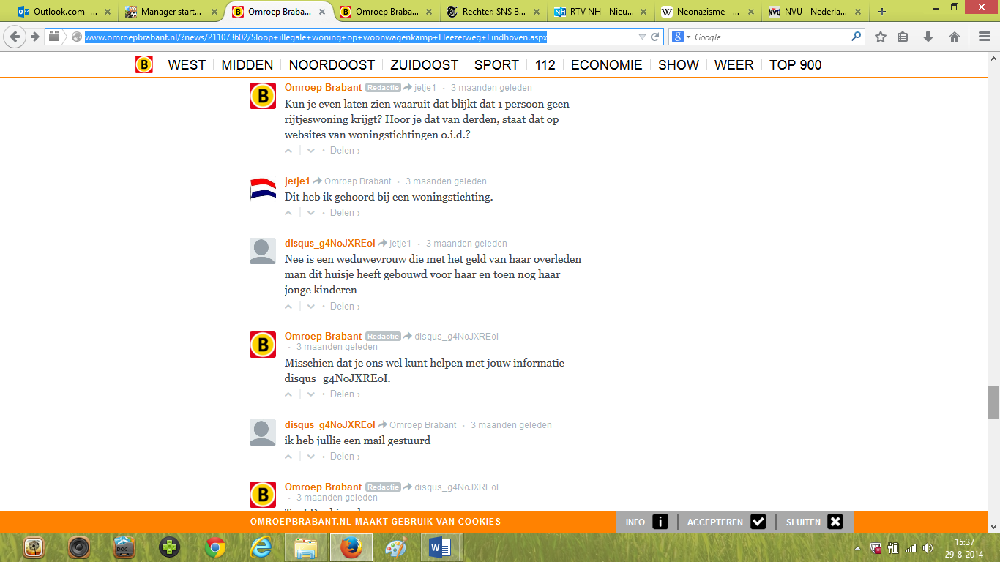 Outlook.com -...
Manager start...
Omroep Braba...
Omroep Braba...
Rechter: SNS B...
RTV NH - Nieu...
Neonazisme - ...
NVU - Nederla...
www.omroepbrabant.nl/?news/211073602/Sloop+illegale+woning+op+woonwagenkamp+Heezerweg+Eindhoven.aspx
Google
B WEST MIDDEN NOORDOOST ZUIDOOST SPORT 112 ECONOMIE SHOW WEER TOP 900
B
Omroep Brabant Redactie jetje1 · 3 maanden geleden
Kun je even laten zien waaruit dat blijkt dat 1 persoon geen
rijtjeswoning krijgt? Hoor je dat van derden, staat dat op
websites van woningstichtingen o.i.d.?
Delen ›
jetje1 Omroep Brabant · 3 maanden geleden
Dit heb ik gehoord bij een woningstichting.
Delen ›
disqus_g4NoJXREoI jetje1 · 3 maanden geleden
Nee is een weduwevrouw die met het geld van haar overleden
man dit huisje heeft gebouwd voor haar en toen nog haar
jonge kinderen
Delen ›
B
Omroep Brabant Redactie disqus_g4NoJXREoI
· 3 maanden geleden
Misschien dat je ons wel kunt helpen met jouw informatie
disqus_g4NoJXREoI.
Delen ›
disqus_g4NoJXREoI Omroep Brabant · 3 maanden geleden
ik heb jullie een mail gestuurd
Delen ›
B
Omroep Brabant Redactie disqus_g4NoJXREoI
· 3 maanden geleden
OMROEPBRABANT.NL MAAKT GEBRUIK VAN COOKIES
INFO i ACCEPTEREN SLUITEN
DOC
15:37
29-8-2014